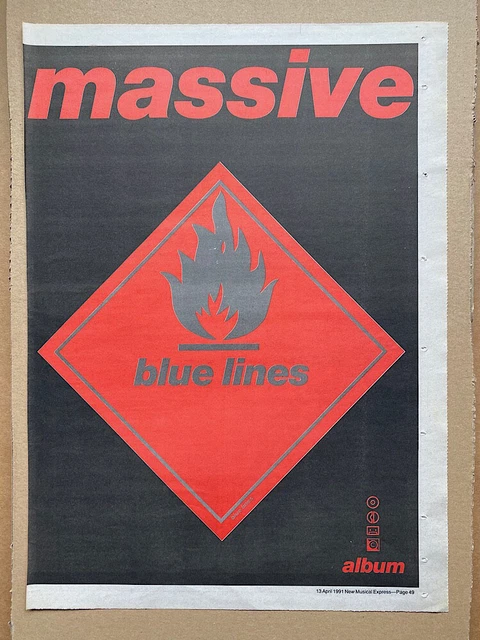 massive
blue lines
album
13 April 1991 New Musical Express—Page 49